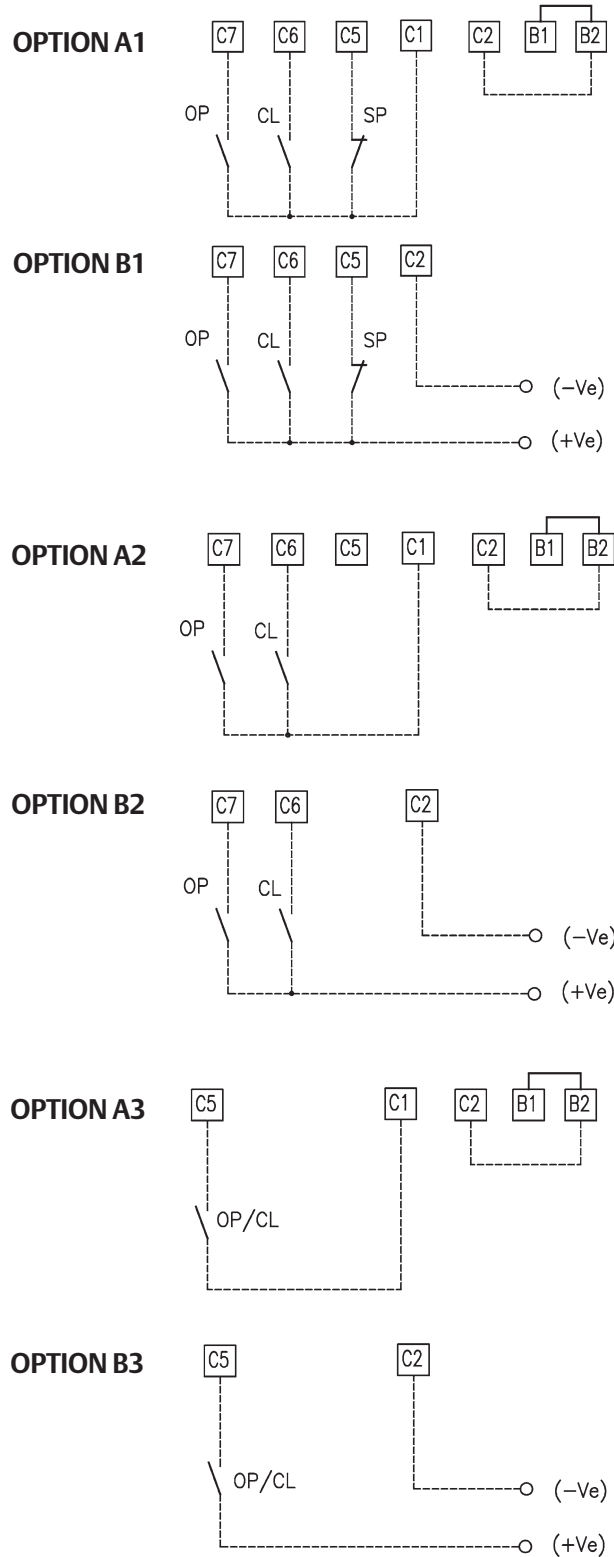 OPTION A1
C7 C6 C5 C1 C2 B1 B2
OP CL SP
OPTION B1
C7 C6 C5 C2
OP CL SP
(-Ve)
(+Ve)
OPTION A2
C7 C6 C5 C1 C2 B1 B2
OP CL
OPTION B2
C7 C6 C2
OP CL
(-Ve)
(+Ve)
OPTION A3
C5 C1 C2 B1 B2
OP/CL
OPTION B3
C5 C2
OP/CL
(-Ve)
(+Ve)